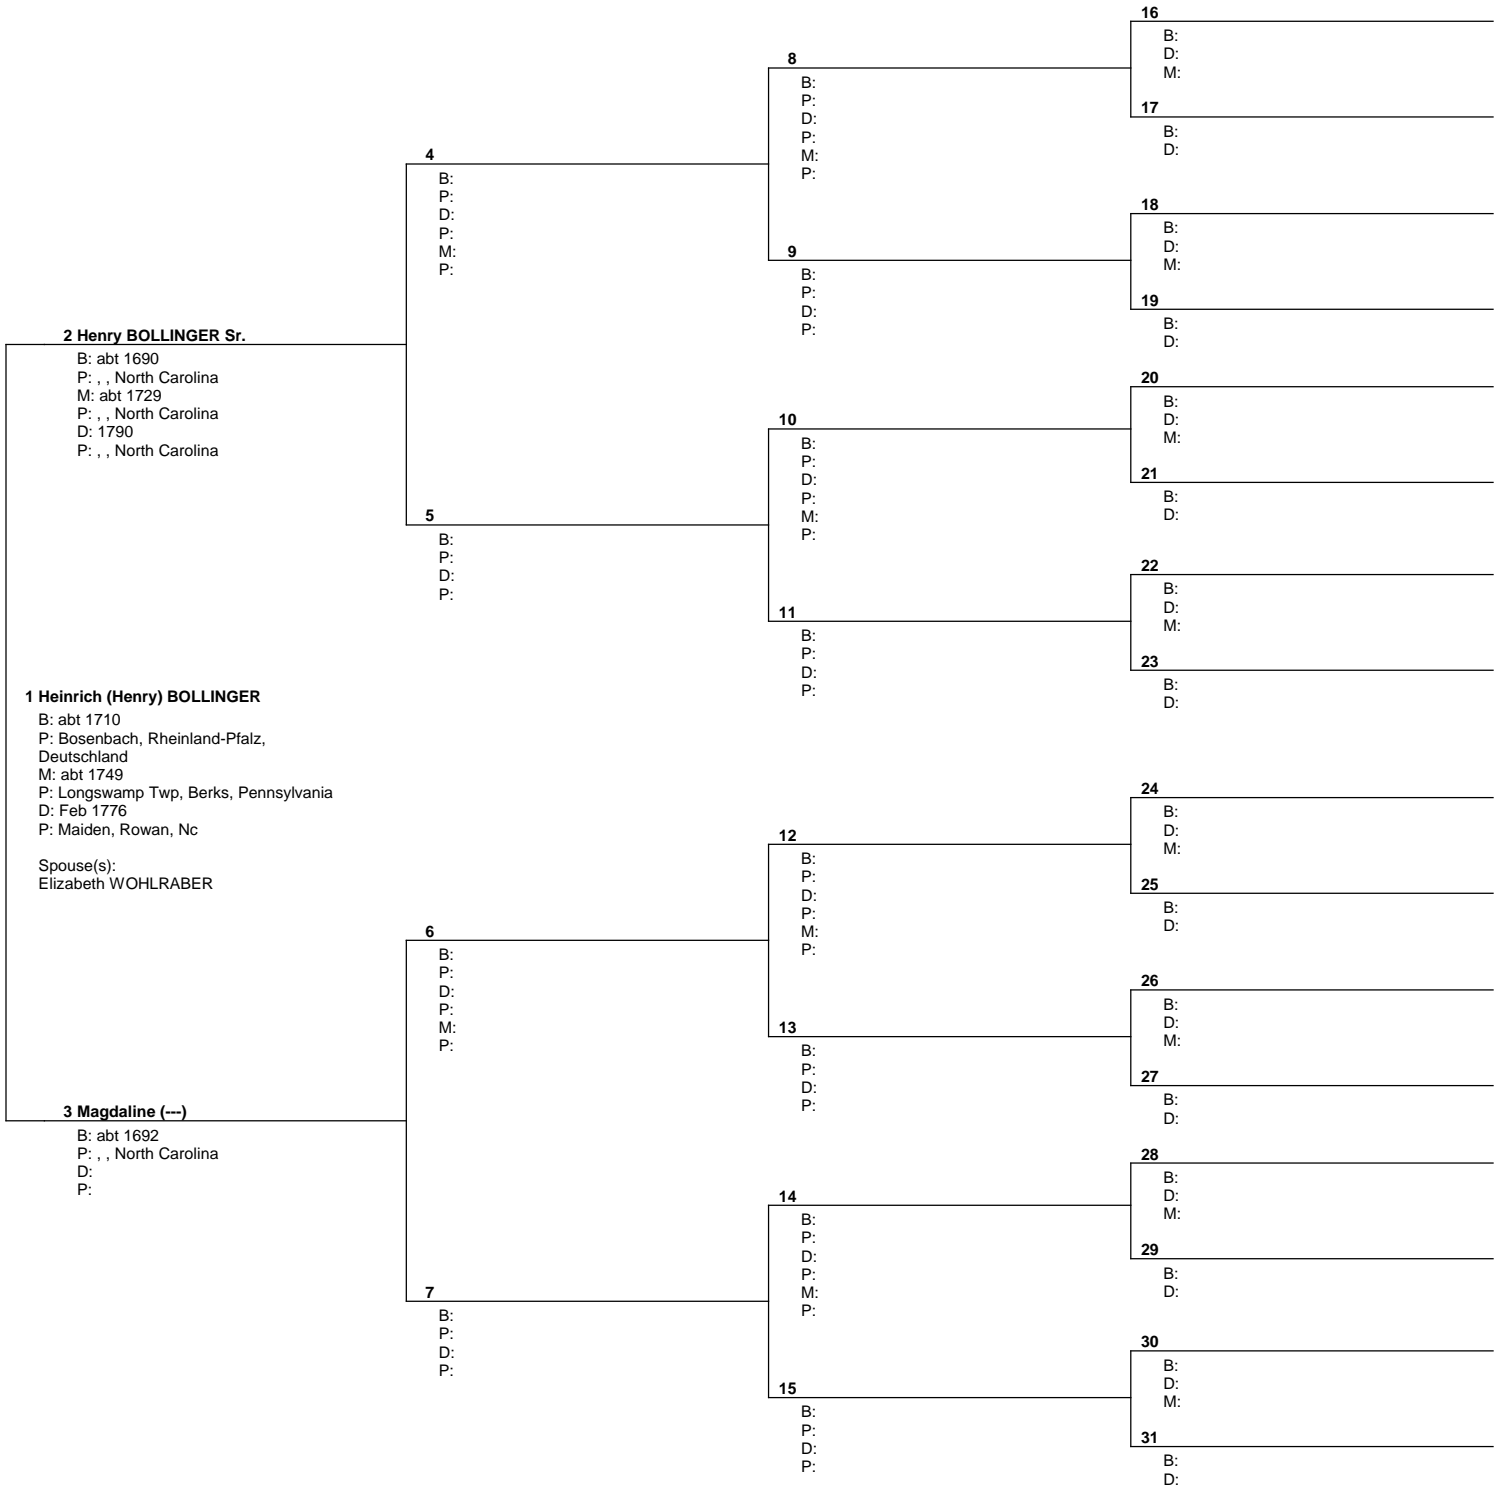 1 Heinrich (Henry) BOLLINGER
B: abt 1710
P: Bosenbach, Rheinland-Pfalz,
Deutschland
M: abt 1749
P: Longswamp Twp, Berks, Pennsylvania
D: Feb 1776
P: Maiden, Rowan, Nc
Spouse(s):
Elizabeth WOHLRABER
2 Henry BOLLINGER Sr.
B: abt 1690
P: , , North Carolina
M: abt 1729
P: , , North Carolina
D: 1790
P: , , North Carolina
3 Magdaline (---)
B: abt 1692
P: , , North Carolina
D:
P:
4
B:
P:
D:
P:
M:
P:
5
B:
P:
D:
P:
6
B:
P:
D:
P:
M:
P:
7
B:
P:
D:
P:
8
B:
P:
D:
P:
M:
P:
9
B:
P:
D:
P:
10
B:
P:
D:
P:
M:
P:
11
B:
P:
D:
P:
12
B:
P:
D:
P:
M:
P:
13
B:
P:
D:
P:
14
B:
P:
D:
P:
M:
P:
15
B:
P:
D:
P:
16
B:
D:
M:
17
B:
D:
18
B:
D:
M:
19
B:
D:
20
B:
D:
M:
21
B:
D:
22
B:
D:
M:
23
B:
D:
24
B:
D:
M:
25
B:
D:
26
B:
D:
M:
27
B:
D:
28
B:
D:
M:
29
B:
D:
30
B:
D:
M:
31
B:
D: